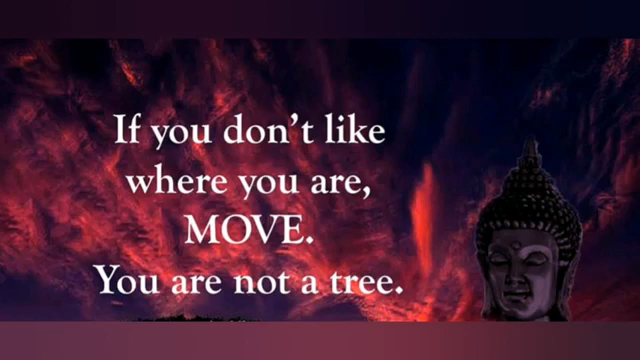 If you don’t like
where you are,
MOVE.
You are not a tree.